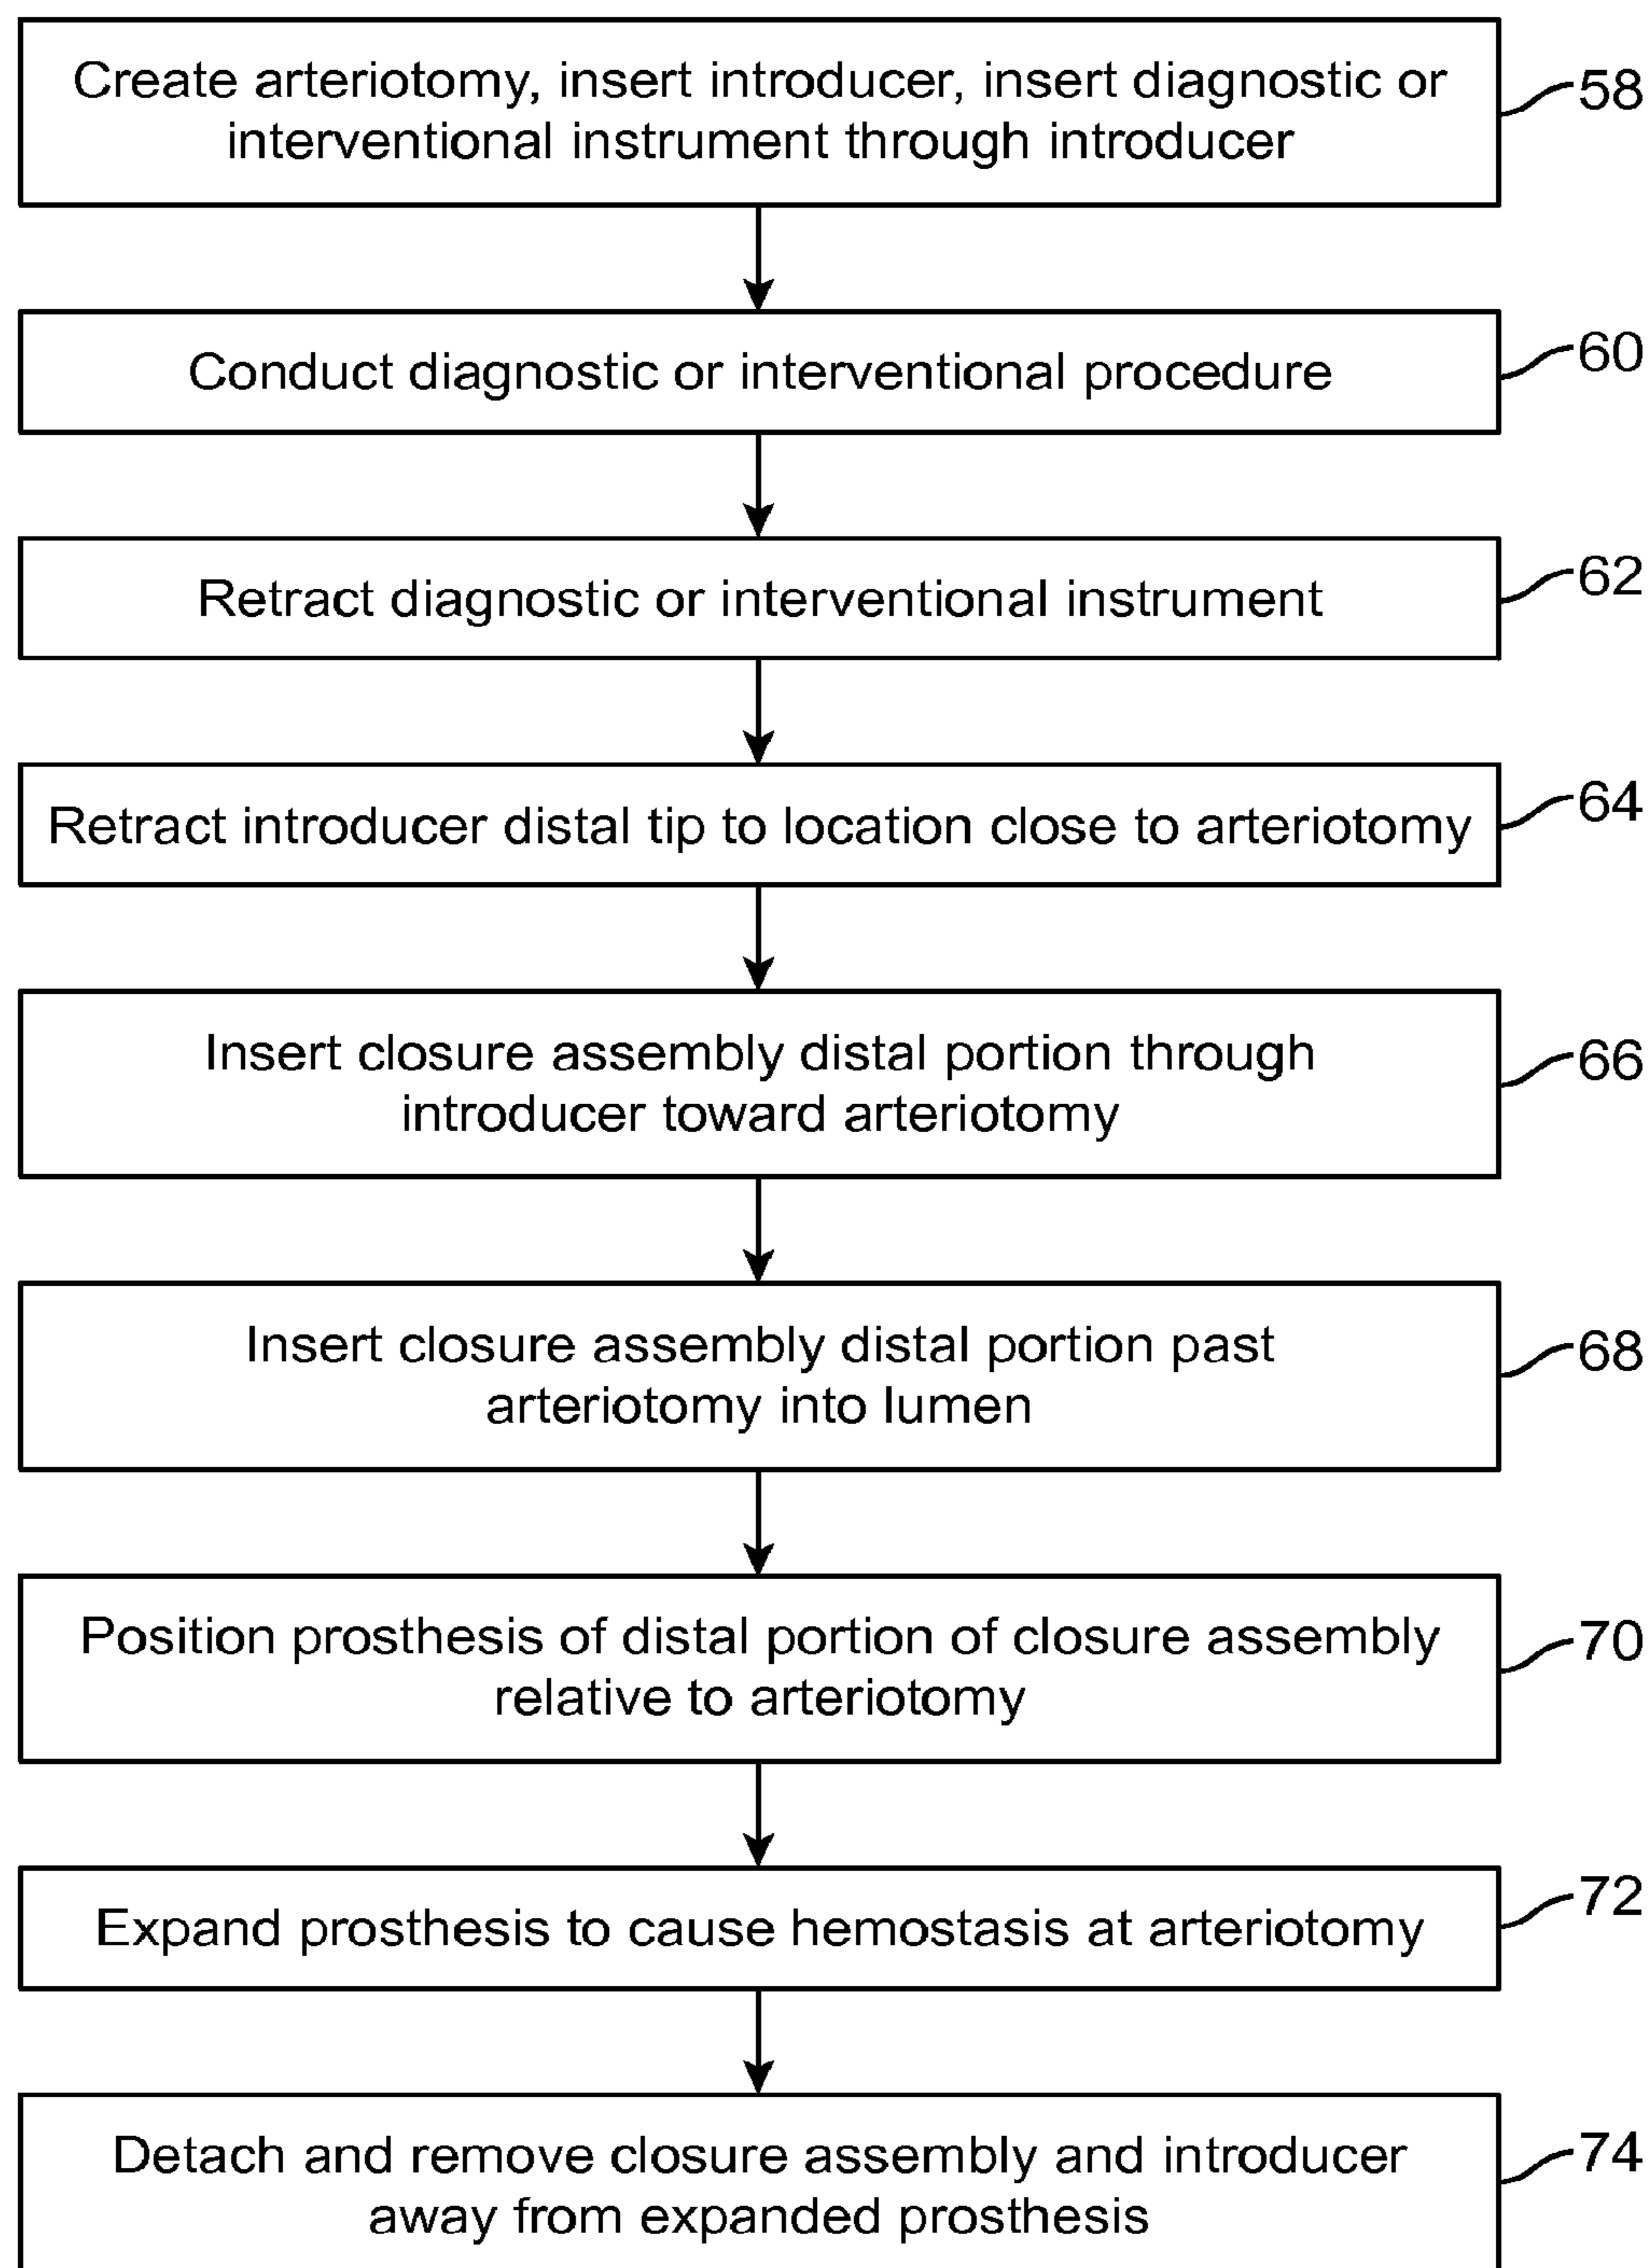 Create arteriotomy, insert introducer, insert diagnostic or
interventional instrument through introducer
58
Conduct diagnostic or interventional procedure
60
Retract diagnostic or interventional instrument
62
Retract introducer distal tip to location close to arteriotomy
64
Insert closure assembly distal portion through
introducer toward arteriotomy
66
Insert closure assembly distal portion past
arteriotomy into lumen
68
Position prosthesis of distal portion of closure assembly
relative to arteriotomy
70
Expand prosthesis to cause hemostasis at arteriotomy
72
Detach and remove closure assembly and introducer
away from expanded prosthesis
74